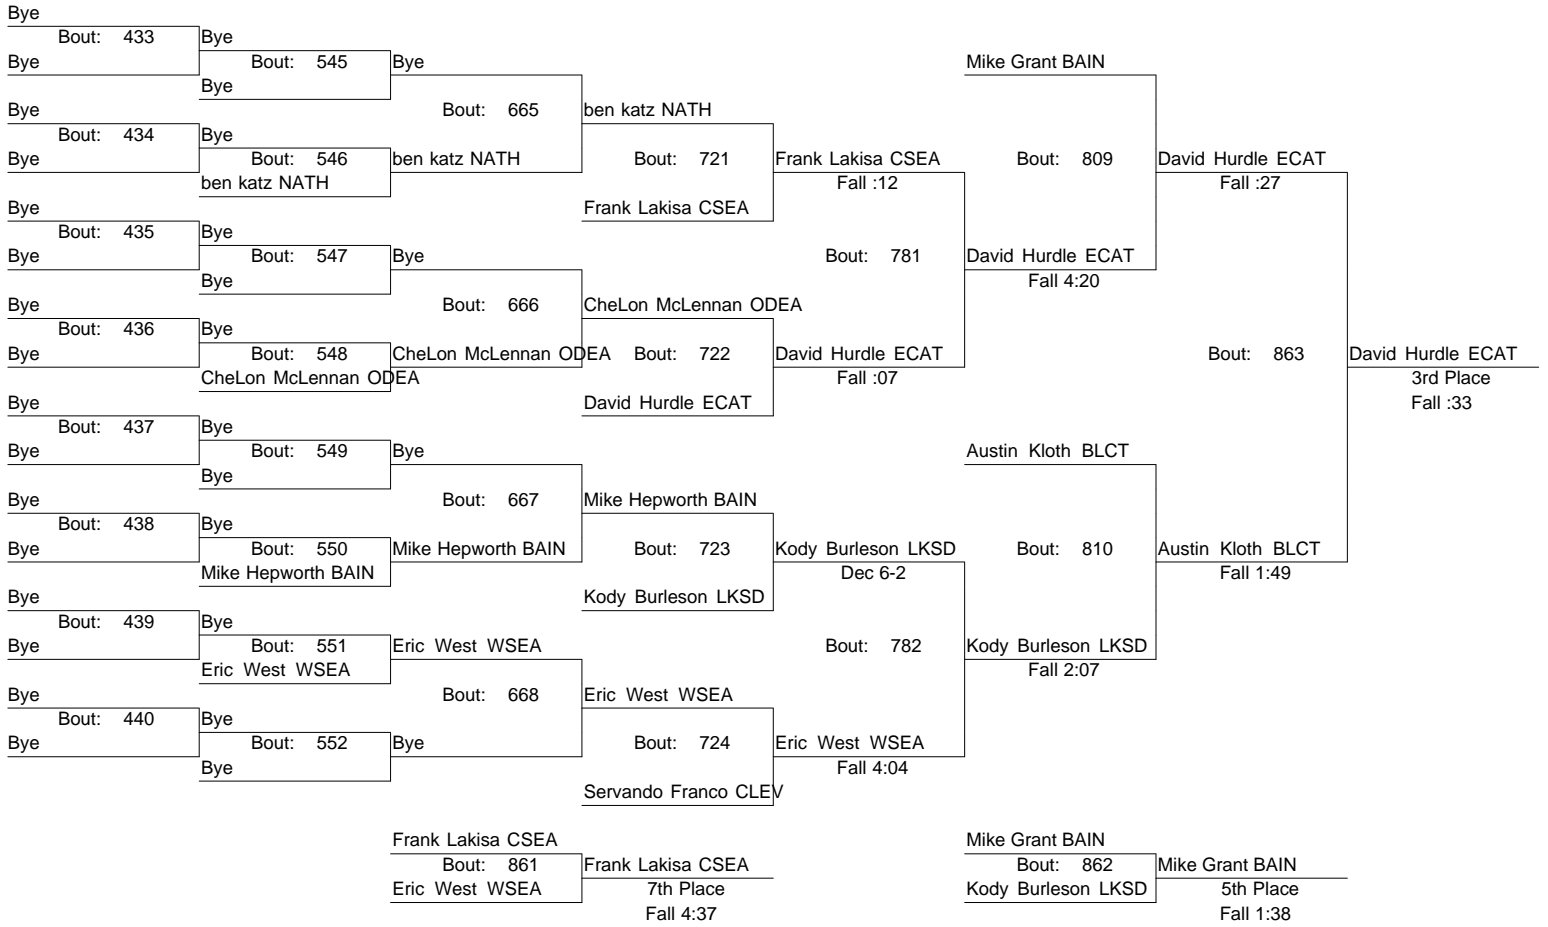 Bye
Bout: 433 Bye
Bye Bout: 545 Bye Mike Grant BAIN
Bye
Bye Bout: 665 ben katz NATH
Bout: 434 Bye
Bye Bout: 546 ben katz NATH Bout: 721 Frank Lakisa CSEA Bout: 809 David Hurdle ECAT
ben katz NATH Fall :12 Fall :27
Bye Frank Lakisa CSEA
Bout: 435 Bye
Bye Bout: 547 Bye Bout: 781 David Hurdle ECAT
Bye Fall 4:20
Bye Bout: 666 CheLon McLennan ODEA
Bout: 436 Bye
Bye Bout: 548 CheLon McLennan ODEA Bout: 722 David Hurdle ECAT Bout: 863 David Hurdle ECAT
CheLon McLennan ODEA Fall :07 3rd Place
Bye David Hurdle ECAT Fall :33
Bout: 437 Bye
Bye Bout: 549 Bye Austin Kloth BLCT
Bye
Bye Bout: 667 Mike Hepworth BAIN
Bout: 438 Bye
Bye Bout: 550 Mike Hepworth BAIN Bout: 723 Kody Burleson LKSD Bout: 810 Austin Kloth BLCT
Mike Hepworth BAIN Dec 6-2 Fall 1:49
Bye Kody Burleson LKSD
Bout: 439 Bye
Bye Bout: 551 Eric West WSEA Bout: 782 Kody Burleson LKSD
Eric West WSEA Fall 2:07
Bye Bout: 668 Eric West WSEA
Bout: 440 Bye
Bye Bout: 552 Bye Bout: 724 Eric West WSEA
Bye Fall 4:04
Servando Franco CLEV
Frank Lakisa CSEA Mike Grant BAIN
Bout: 861 Frank Lakisa CSEA Bout: 862 Mike Grant BAIN
Eric West WSEA 7th Place Kody Burleson LKSD 5th Place
Fall 4:37 Fall 1:38